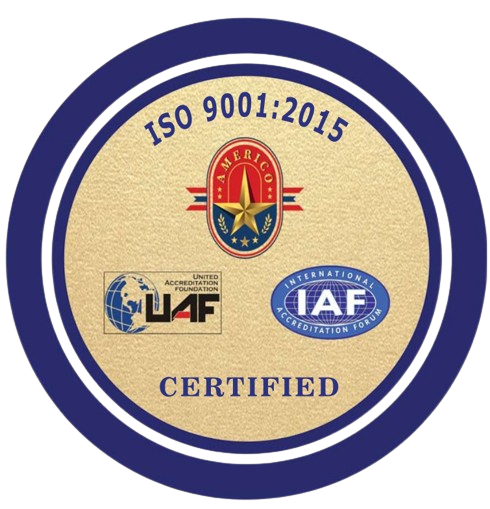 ISO 9001:2015
AMERICO
UNITED
ACCREDITATION
FOUNDATION
UAF
INTERNATIONAL
IAF
ACCREDITATION FORUM
CERTIFIED